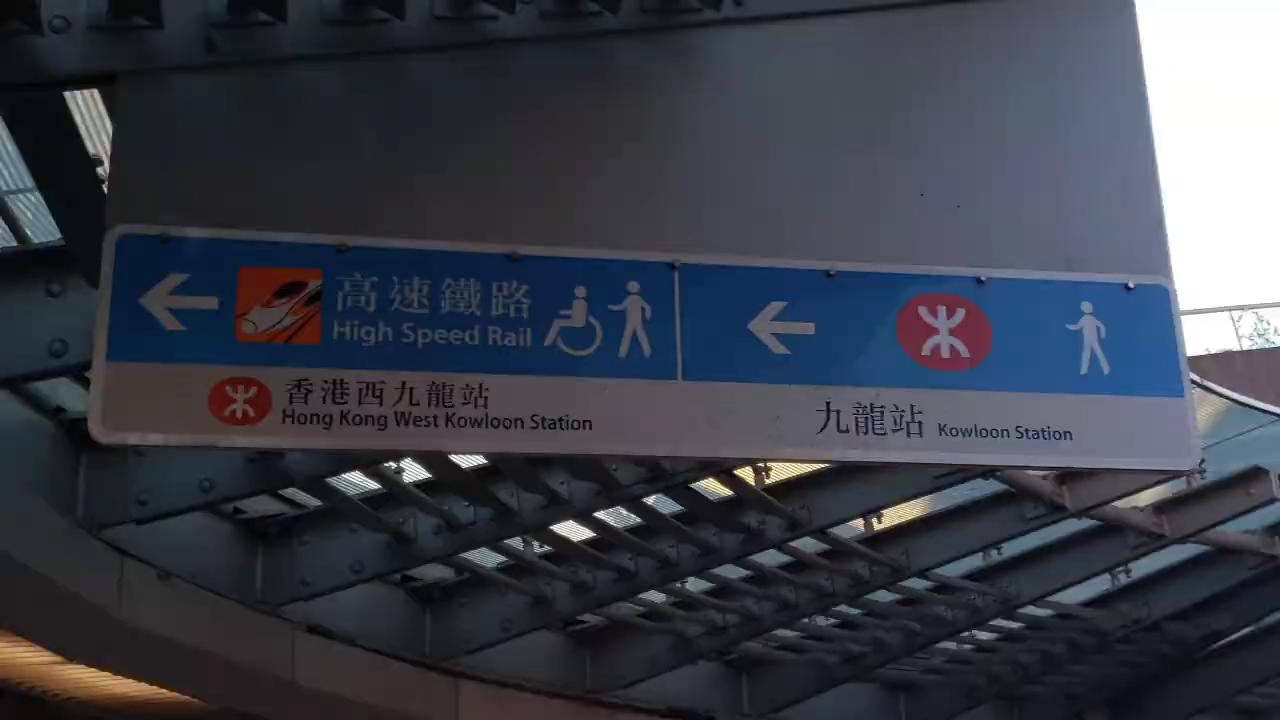 高速鐵路
High Speed Rail
香港西九龍站
Hong Kong West Kowloon Station
九龍站 Kowloon Station